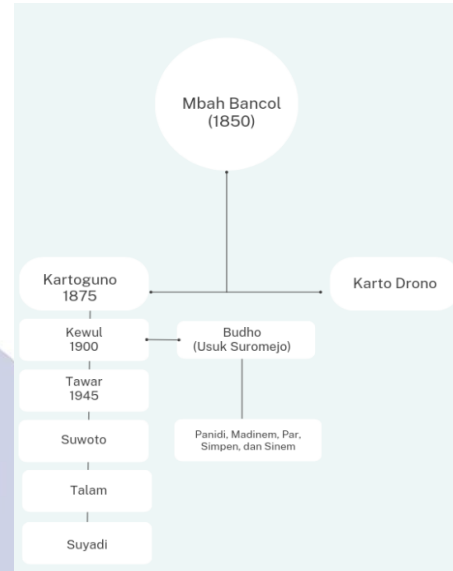 Mbah Bancol
(1850)
Kartoguno
1875
Karto Drono
Kewul
1900
Budho
(Usuk Suromejo)
Tawar
1945
Suwoto
Panidi, Madinem, Par,
Simpen, dan Sinem
Talam
Suyadi